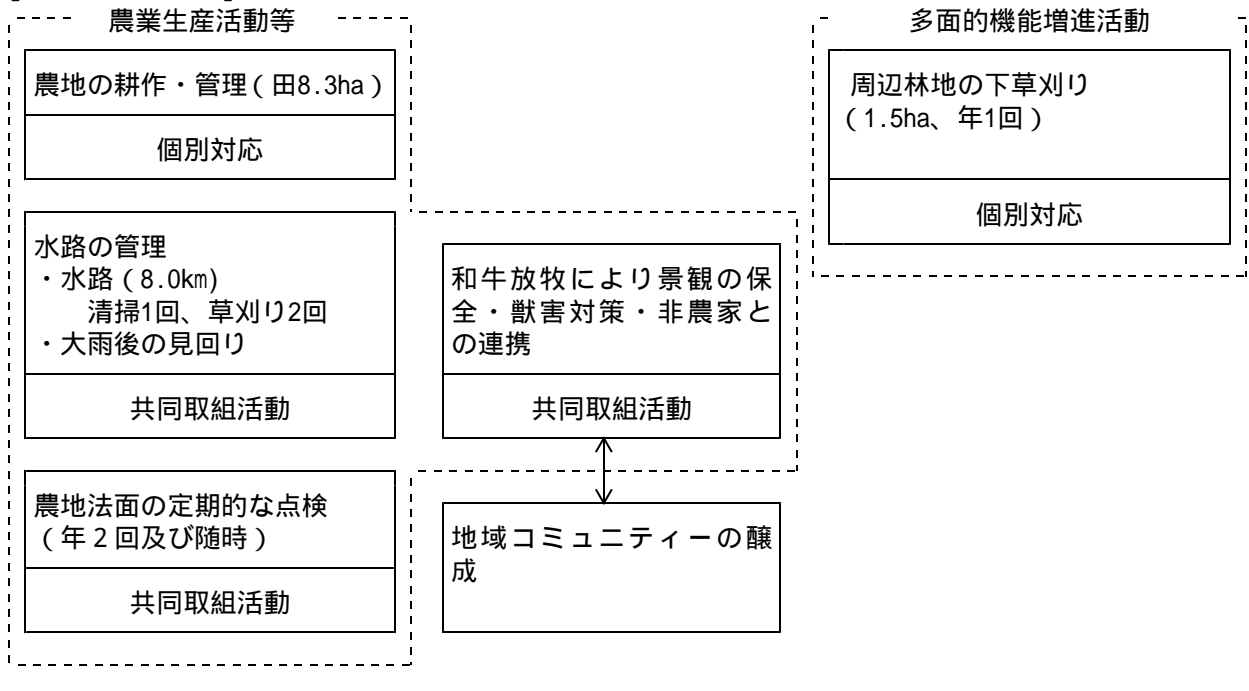 農業生産活動等
農地の耕作・管理(田8.3ha)
個別対応
水路の管理
・水路(8.0km)
清掃1回、草刈り2回
・大雨後の見回り
共同取組活動
農地法面の定期的な点検
(年2回及び随時)
共同取組活動
和牛放牧により景観の保
全・獣害対策・非農家と
の連携
共同取組活動
地域コミュニティーの醸
成
多面的機能増進活動
周辺林地の下草刈り
(1.5ha、年1回)
個別対応